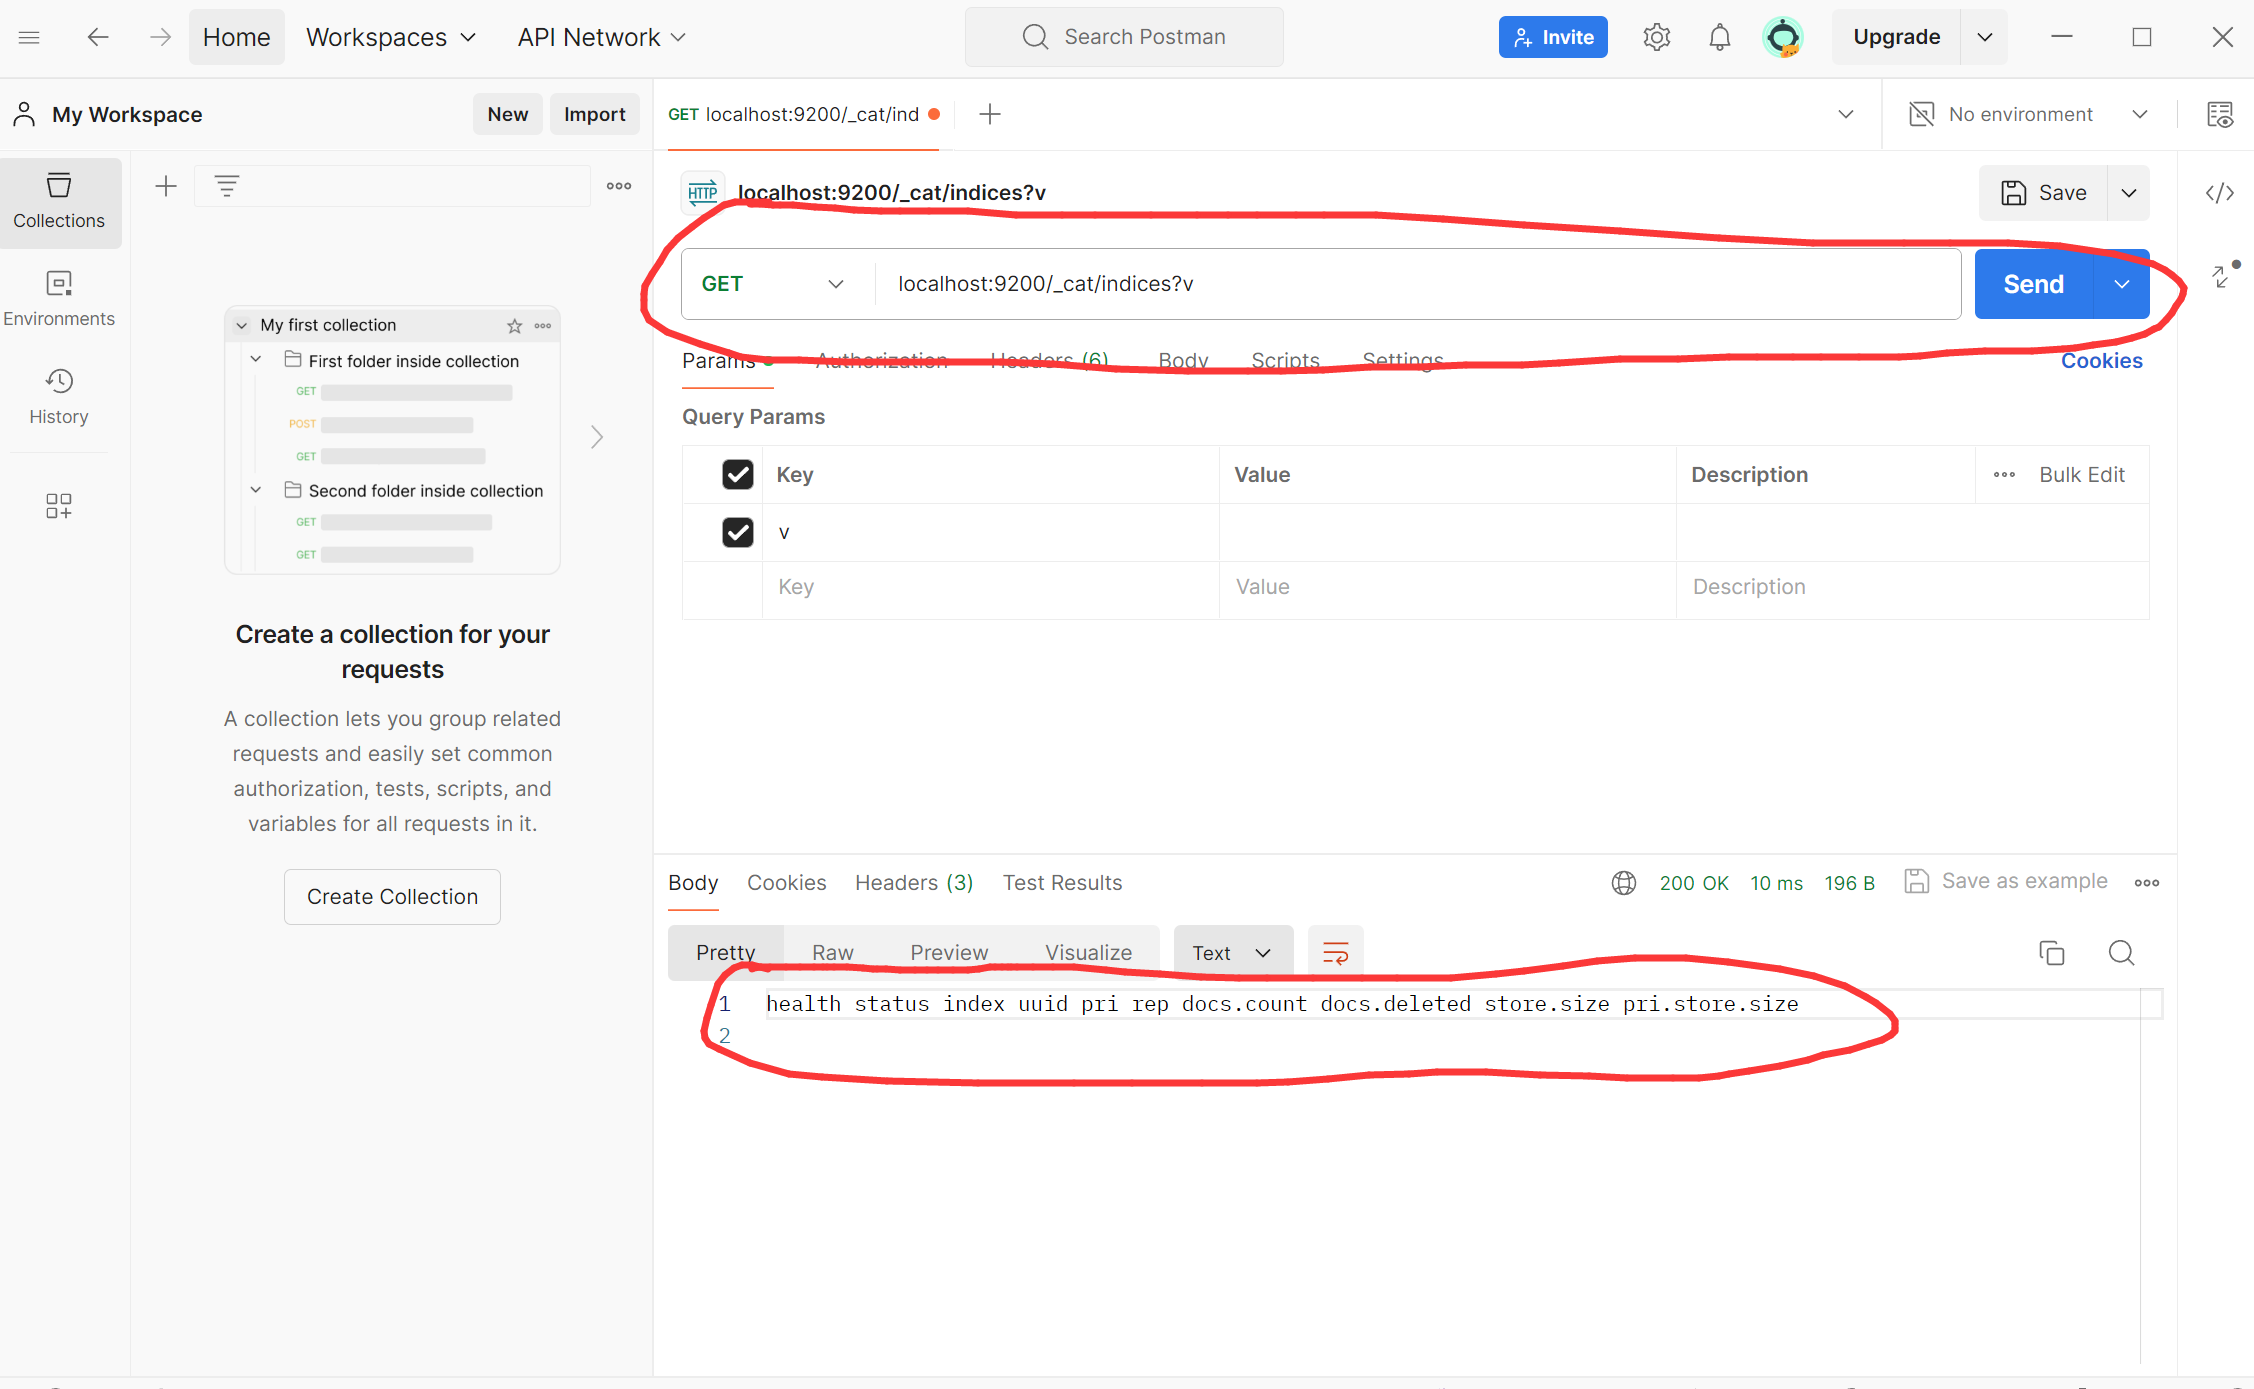 Home Workspaces API Network Search Postman Invite Upgrade
My Workspace New Import GET localhost:9200/_cat/ind No environment
Collections
HTTP localhost:9200/_cat/indices?v Save
Environments
GET localhost:9200/_cat/indices?v Send
History
My first collection
First folder inside collection
GET
POST
GET
Second folder inside collection
GET
GET
Create a collection for your
requests
A collection lets you group related
requests and easily set common
authorization, tests, scripts, and
variables for all requests in it.
Create Collection
Params Authorization Headers (6) Body Scripts Settings Cookies
Query Params
Key Value Description Bulk Edit
v
Key Value Description
Body Cookies Headers (3) Test Results 200 OK 10 ms 196 B Save as example
Pretty Raw Preview Visualize Text
1 health status index uuid pri rep docs.count docs.deleted store.size pri.store.size
2